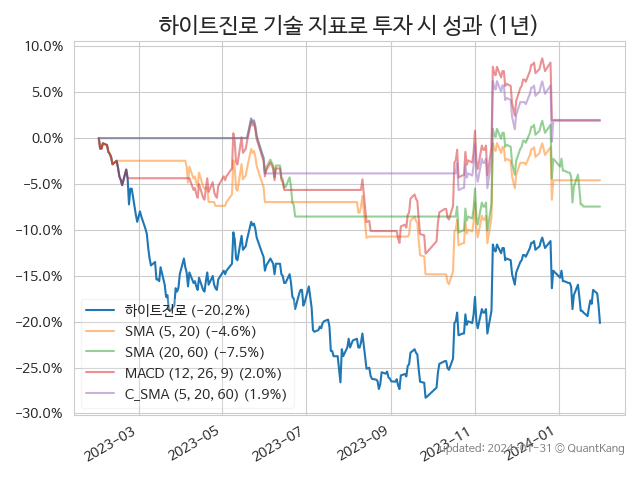 하이트진로 기술 지표로 투자 시 성과 (1년)
10.0%
5.0%
0.0%
−5.0%
−10.0%
−15.0%
−20.0%
−25.0%
−30.0%
하이트진로 (−20.2%)
SMA (5, 20) (−4.6%)
SMA (20, 60) (−7.5%)
MACD (12, 26, 9) (2.0%)
C_SMA (5, 20, 60) (1.9%)
2023−03
2023−05
2023−07
2023−09
2023−11
2024−01
updated: 2024−01−31 © QuantKang